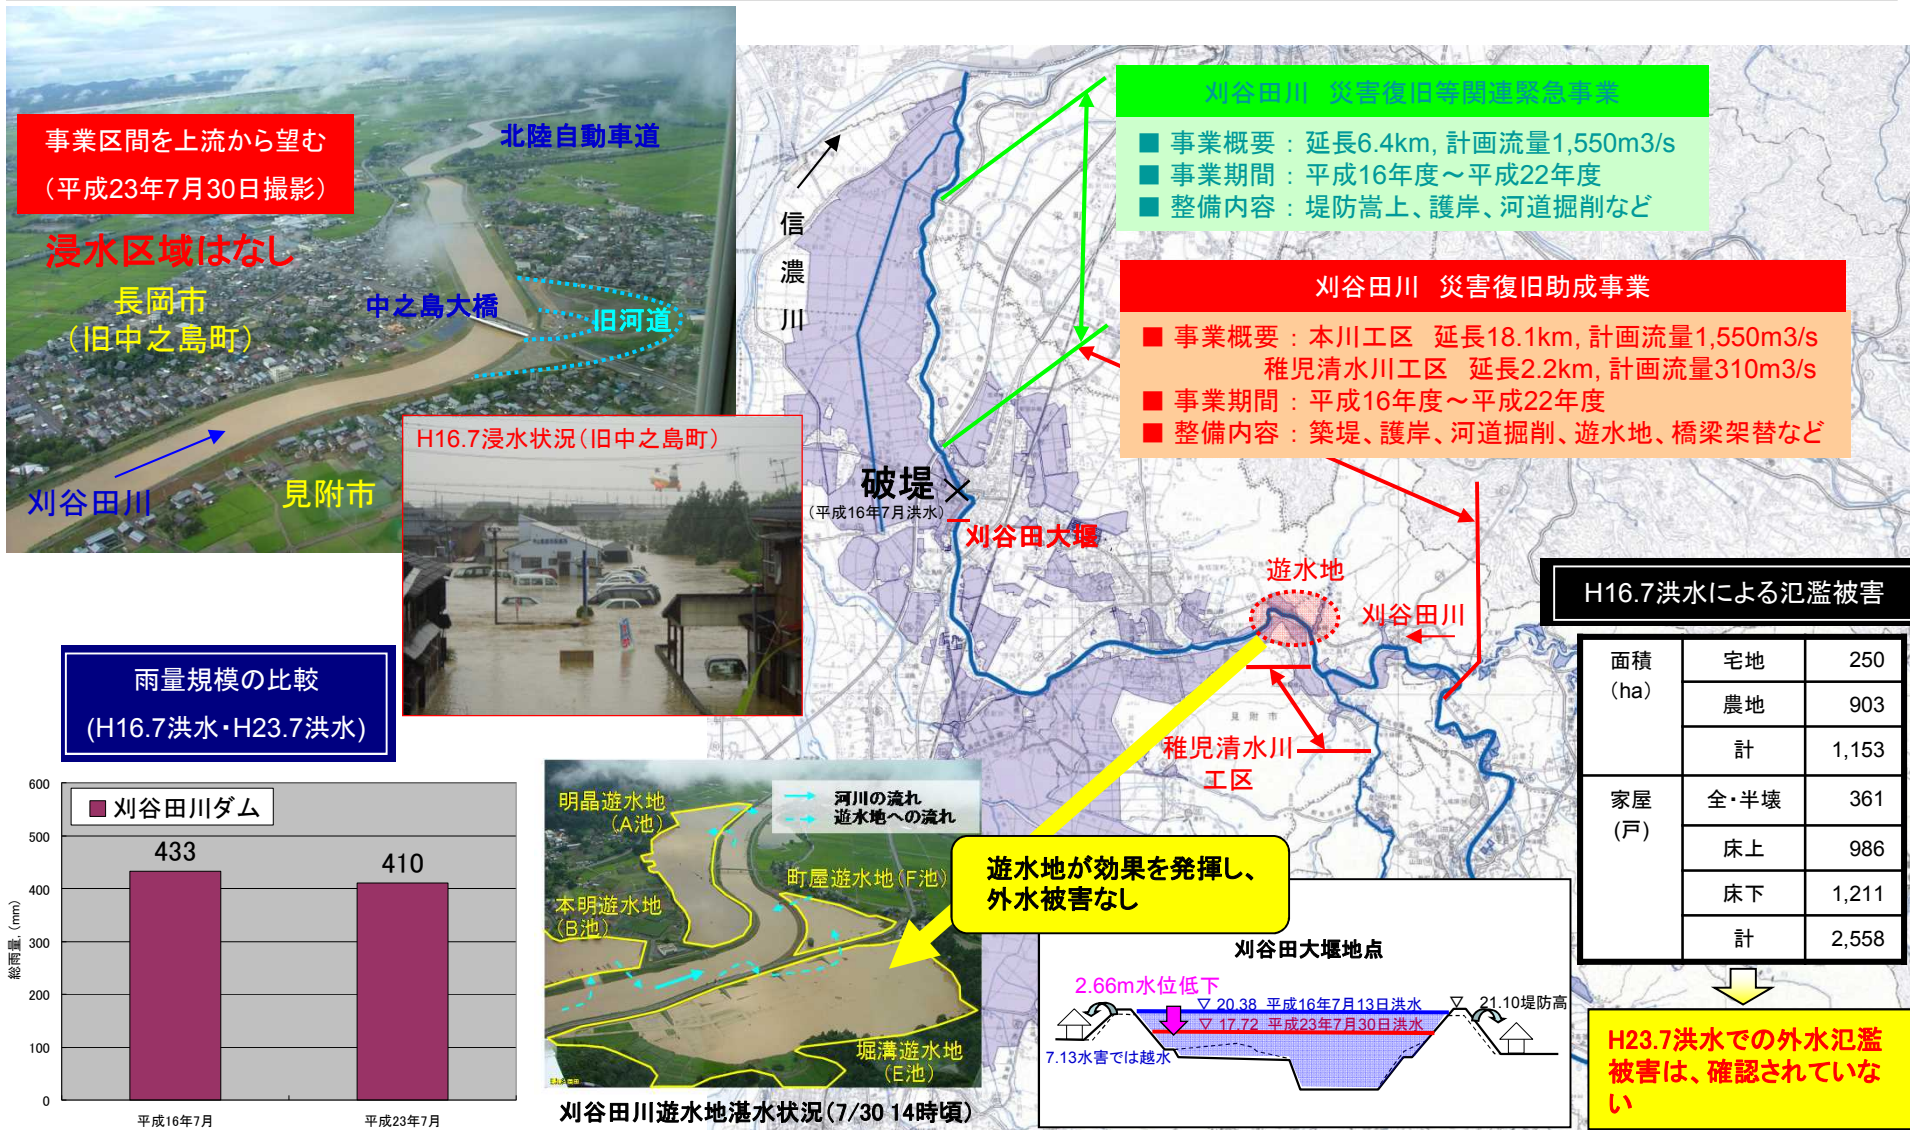 事業区間を上流から望む
（平成23年7月30日撮影）
浸水区域はなし
長岡市
（旧中之島町）
北陸自動車道
中之島大橋
旧河道
刈谷田川
見附市
H16.7浸水状況（旧中之島町）
信濃川
破堤
（平成16年7月洪水）
刈谷田大堰
刈谷田川　災害復旧等関連緊急事業
■ 事業概要 ： 延長6.4km, 計画流量1,550m3/s
■ 事業期間 ： 平成16年度～平成22年度
■ 整備内容 ： 堤防嵩上、護岸、河道掘削など
刈谷田川　災害復旧助成事業
■ 事業概要 ： 本川工区　延長18.1km, 計画流量1,550m3/s
稚児清水川工区　延長2.2km, 計画流量310m3/s
■ 事業期間 ： 平成16年度～平成22年度
■ 整備内容 ： 築堤、護岸、河道掘削、遊水地、橋梁架替など
遊水地
刈谷田川
見附市
稚児清水川
工区
H16.7洪水による氾濫被害
面積（ha） 宅地 250
農地 903
計 1,153
家屋（戸） 全・半壊 361
床上 986
床下 1,211
計 2,558
H23.7洪水での外水氾濫
被害は、確認されていな
い
雨量規模の比較
(H16.7洪水・H23.7洪水)
刈谷田川ダム
総雨量（mm）
600
500
400
300
200
100
0
433
410
平成16年7月
平成23年7月
河川の流れ
遊水地への流れ
明晶遊水地
（A池）
町屋遊水地（F池）
本明遊水地
（B池）
堀溝遊水地
（E池）
刈谷田川遊水地湛水状況（7/30 14時頃）
遊水地が効果を発揮し、
外水被害なし
刈谷田大堰地点
2.66m水位低下
▽ 20.38 平成16年7月13日洪水
▽ 17.72 平成23年7月30日洪水
▽ 21.10堤防高
7.13水害では越水